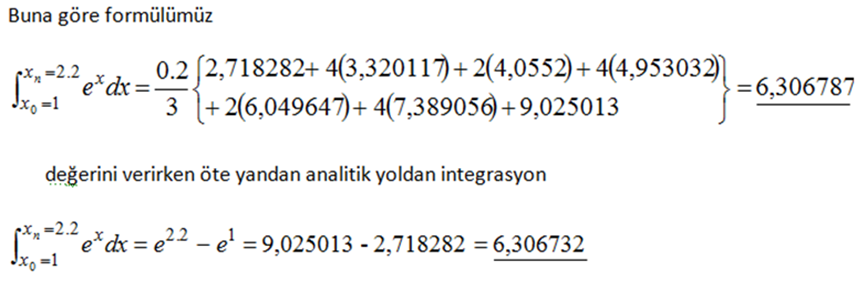 Buna göre formülümüz
∫_{x₀=1}^{xₙ=2.2} eˣdx = 0.2/3 {2,718282+ 4(3,320117)+ 2(4,0552)+ 4(4,953032)
+ 2(6,049647)+ 4(7,389056)+ 9,025013} = 6,306787
değerini verirken öte yandan analitik yoldan integrasyon
∫_{x₀=1}^{xₙ=2.2} eˣdx = e^{2.2} − e¹ = 9,025013 - 2,718282 = 6,306732